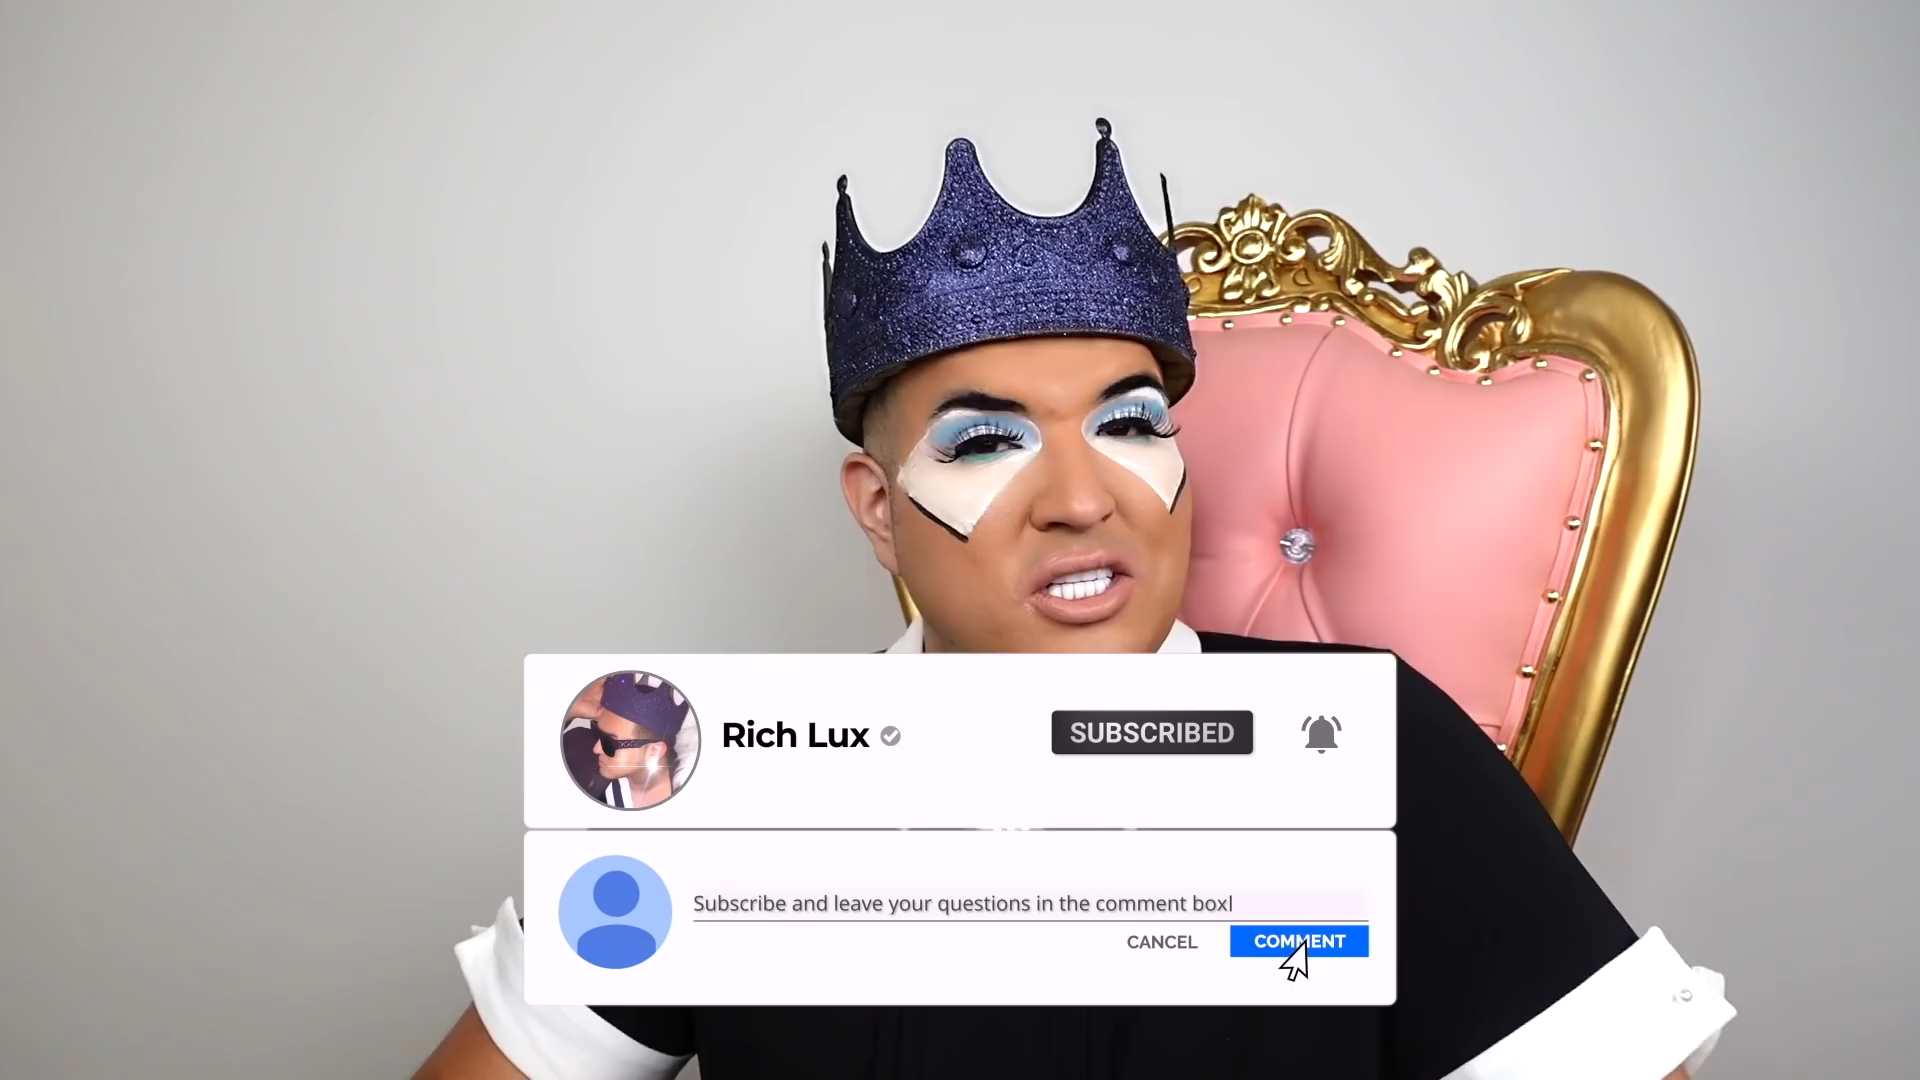 Rich Lux
SUBSCRIBED
Subscribe and leave your questions in the comment box
CANCEL
COMMENT